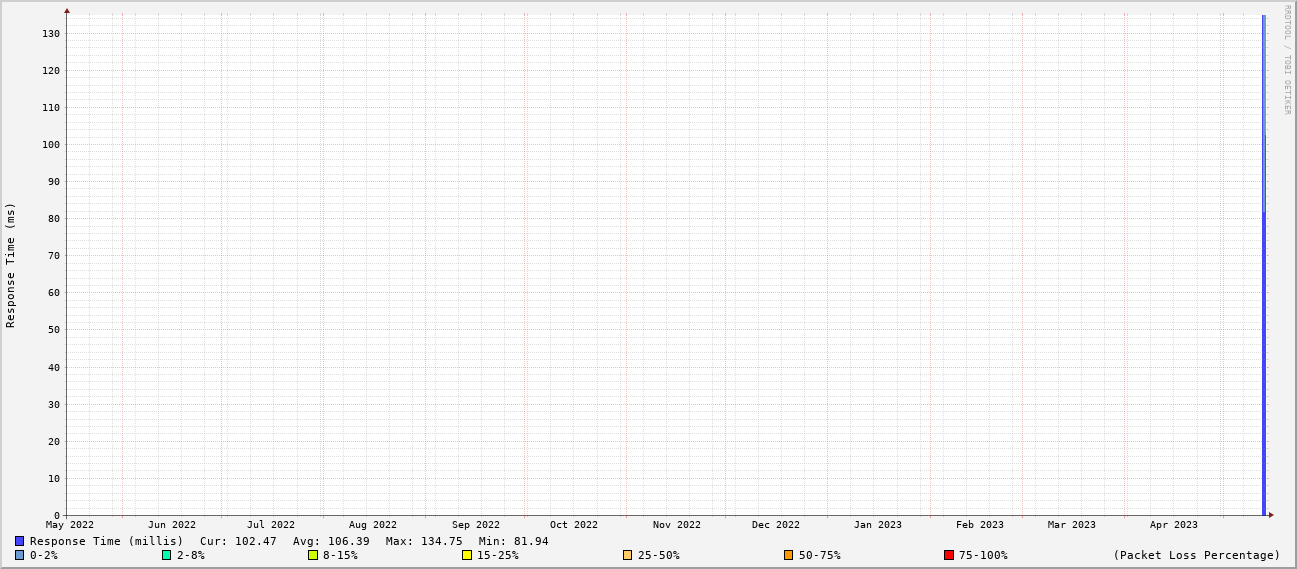 RRDTOOL / TOBI OETIKER
Response Time (ms)
130
120
110
100
90
80
70
60
50
40
30
20
10
0
May 2022 Jun 2022 Jul 2022 Aug 2022 Sep 2022 Oct 2022 Nov 2022 Dec 2022 Jan 2023 Feb 2023 Mar 2023 Apr 2023
Response Time (millis) Cur: 102.47 Avg: 106.39 Max: 134.75 Min: 81.94
0-2% 2-8% 8-15% 15-25% 25-50% 50-75% 75-100% (Packet Loss Percentage)